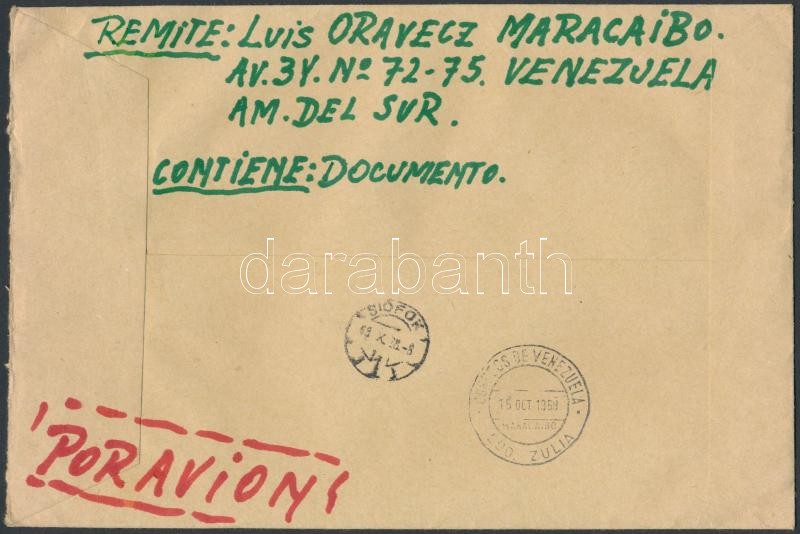 REMITE: LUIS ORAVECZ MARACAIBO.
AV. 3Y. Nº 72-75. VENEZUELA
AM. DEL SUR.
CONTIENE: DOCUMENTO.
darabanth
SIÓFOK
CORREOS DE VENEZUELA
15 OCT 1968
MARACAIBO
EDO. ZULIA
POR AVION